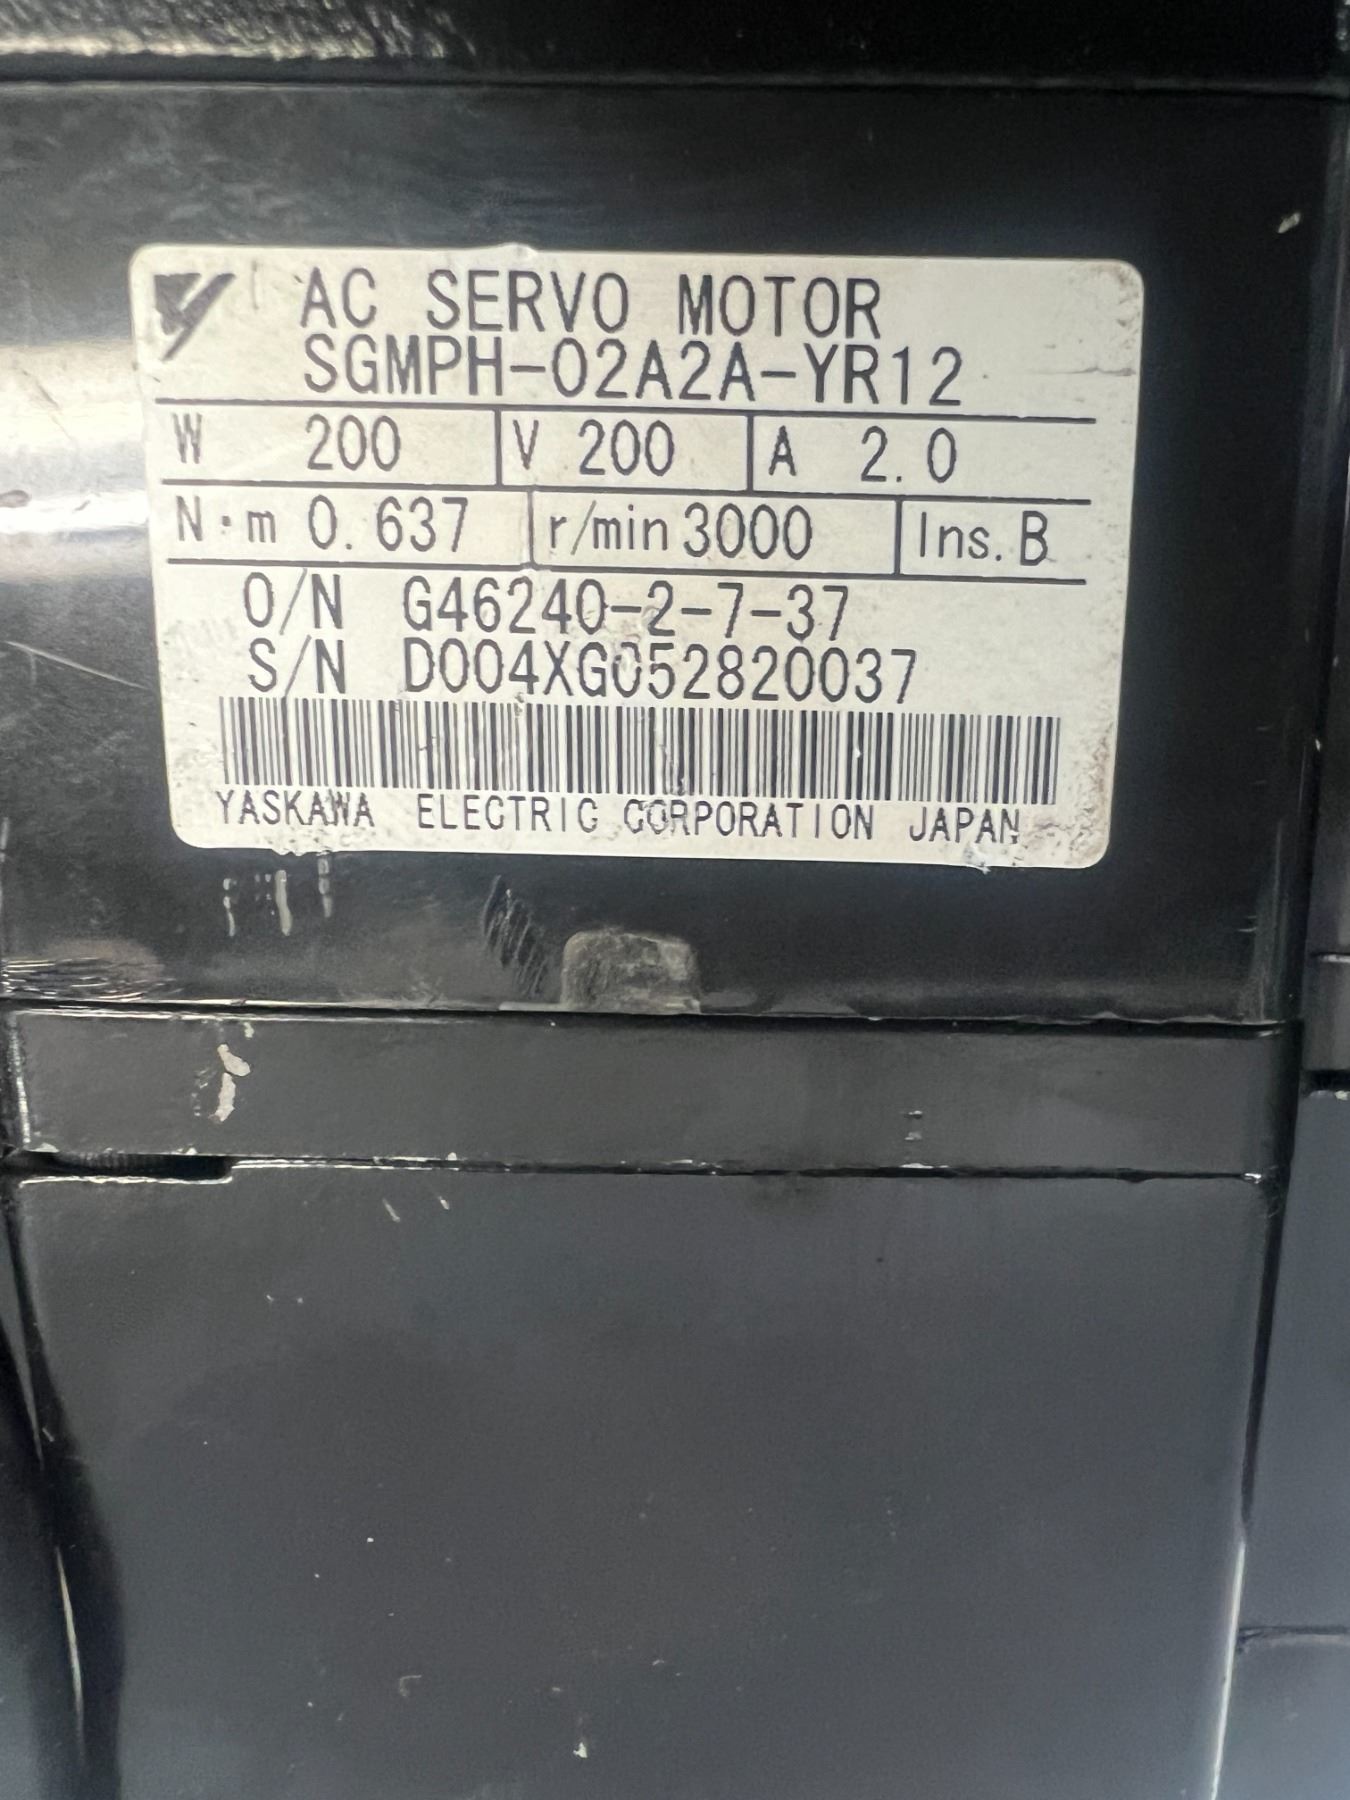 AC SERVO MOTOR
SGMPH-02A2A-YR12
W 200 V 200 A 2.0
N·m 0.637 r/min 3000 Ins. B
O/N G46240-2-7-37
S/N D004XG052820037
YASKAWA ELECTRIC CORPORATION JAPAN